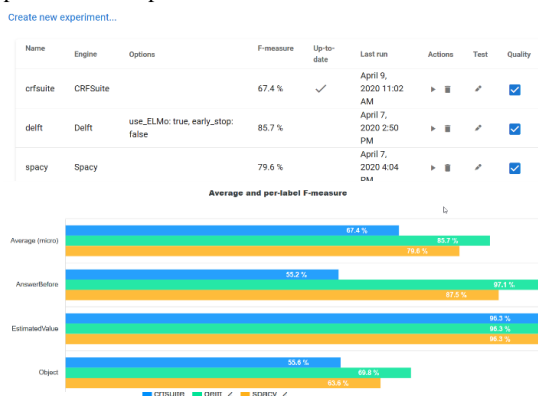 Create new experiment...
Name Engine Options F-measure Up-to-date Last run Actions Test Quality
crfsuite CRFSuite 67.4 % April 9, 2020 11:02 AM
delft Delft use_ELMo: true, early_stop: false 85.7 % April 7, 2020 2:50 PM
spacy Spacy 79.6 % April 7, 2020 4:04 PM
Average and per-label F-measure
Average (micro) 67.4 % 85.7 % 79.6 %
AnswerBefore 55.2 % 97.1 % 87.5 %
EstimatedValue 96.3 % 96.3 % 96.3 %
Object 55.6 % 69.8 % 63.6 %
crfsuite delft spacy